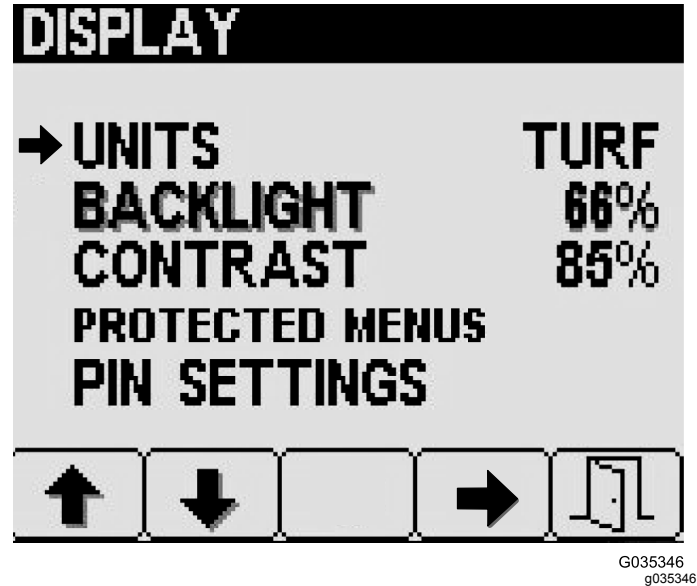 DISPLAY
UNITS TURF
BACKLIGHT 66%
CONTRAST 85%
PROTECTED MENUS
PIN SETTINGS
G035346
g035346